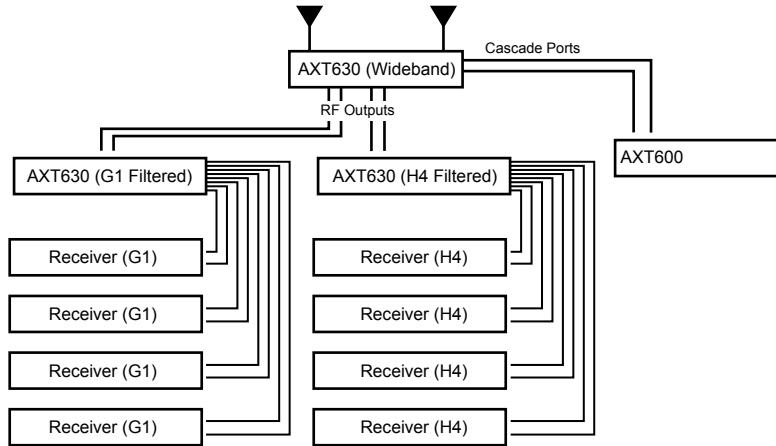 Cascade Ports
AXT630 (Wideband)
RF Outputs
AXT600
AXT630 (G1 Filtered)
AXT630 (H4 Filtered)
Receiver (G1)
Receiver (H4)
Receiver (G1)
Receiver (H4)
Receiver (G1)
Receiver (H4)
Receiver (G1)
Receiver (H4)